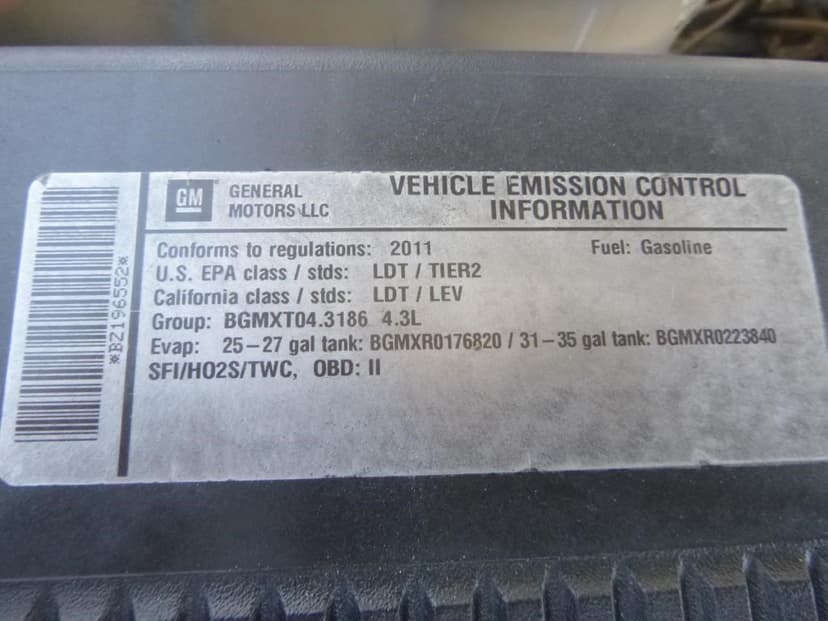 GM GENERAL MOTORS LLC
VEHICLE EMISSION CONTROL
INFORMATION
Conforms to regulations: 2011 Fuel: Gasoline
U.S. EPA class / stds: LDT / TIER2
California class / stds: LDT / LEV
Group: BGMXT04.3186 4.3L
Evap: 25-27 gal tank: BGMXR0176820 / 31-35 gal tank: BGMXR0223840
SFI/HO2S/TWC, OBD: II
*BZ196552*